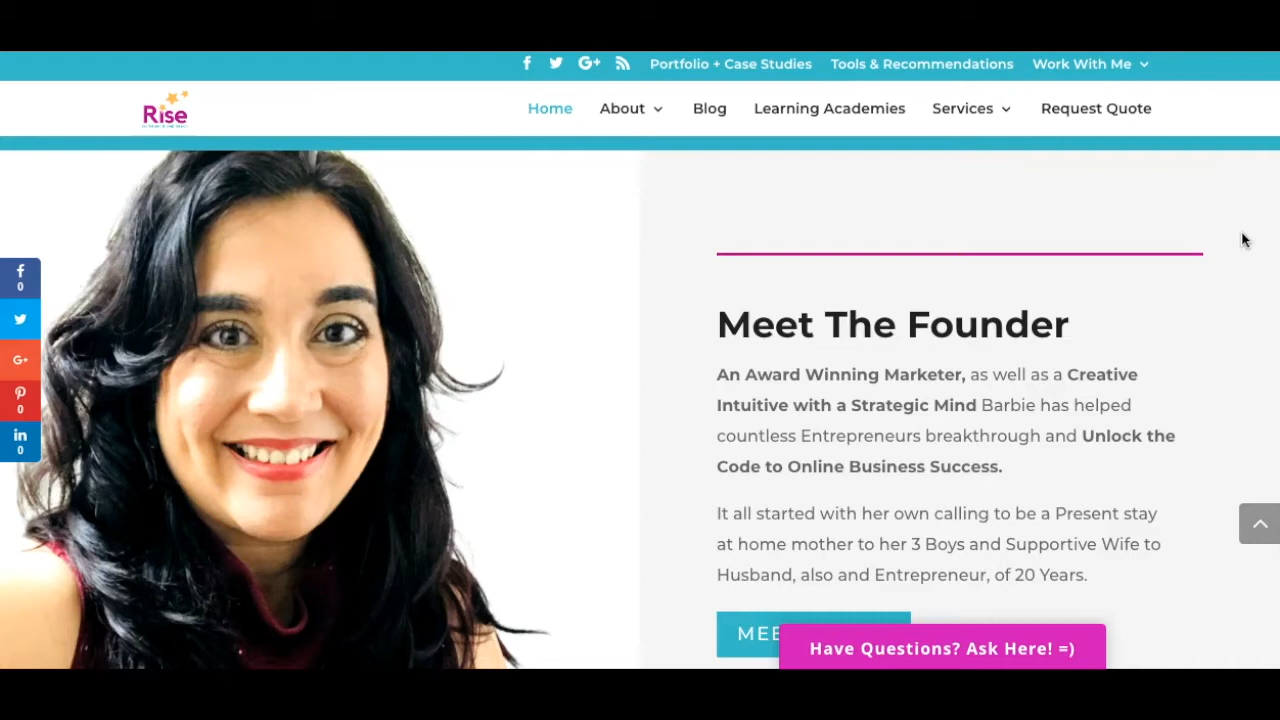 Portfolio + Case Studies Tools & Recommendations Work With Me
Rise
Home About Blog Learning Academies Services Request Quote
0
G+
0
in
0
Meet The Founder
An Award Winning Marketer, as well as a Creative
Intuitive with a Strategic Mind Barbie has helped
countless Entrepreneurs breakthrough and Unlock the
Code to Online Business Success.
It all started with her own calling to be a Present stay
at home mother to her 3 Boys and Supportive Wife to
Husband, also and Entrepreneur, of 20 Years.
MEE
Have Questions? Ask Here! =)